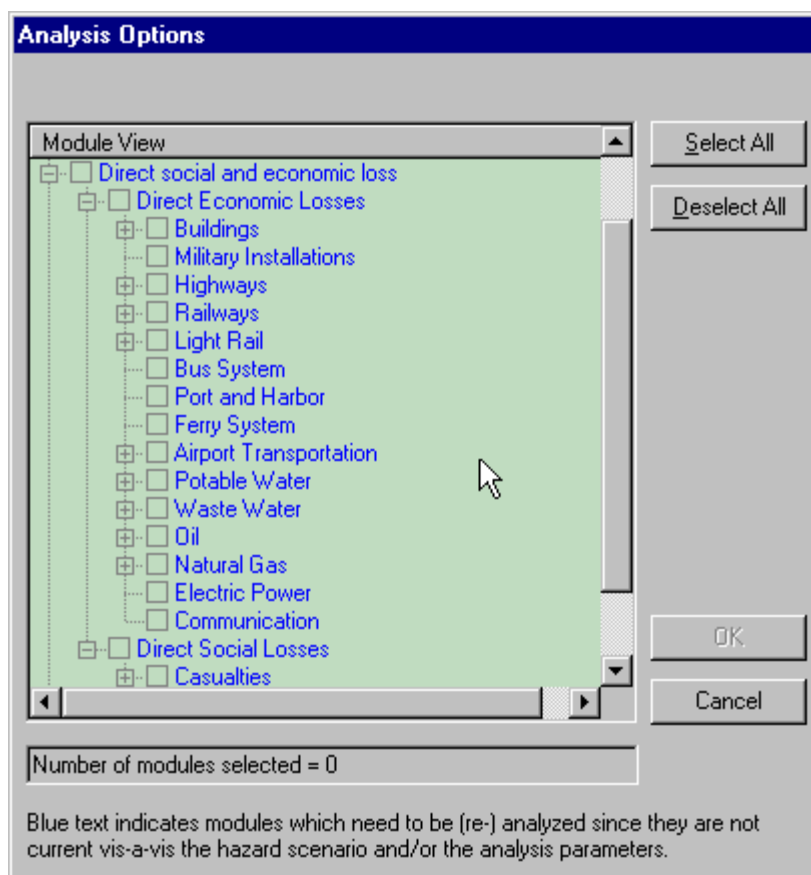 Analysis Options
Module View
Select All
Direct social and economic loss
Direct Economic Losses
Deselect All
Buildings
Military Installations
Highways
Railways
Light Rail
Bus System
Port and Harbor
Ferry System
Airport Transportation
Potable Water
Waste Water
Oil
Natural Gas
Electric Power
Communication
OK
Direct Social Losses
Casualties
Cancel
Number of modules selected = 0
Blue text indicates modules which need to be (re-) analyzed since they are not
current vis-a-vis the hazard scenario and/or the analysis parameters.